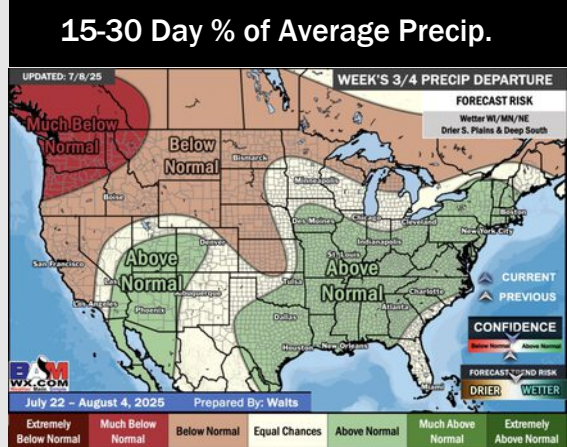 15-30 Day % of Average Precip.
UPDATED: 7/8/25
WEEK'S 3/4 PRECIP DEPARTURE
FORECAST RISK
Wetter WI/MN/NE
Drier S. Plains & Deep South
Much Below
Normal
Below
Normal
Bismarck
Minneapolis
Boise
Des Moines
Chicago
Cleveland
Boston
New York City
Indianapolis
Denver
San Francisco
St. Louis
Above
Normal
Above
Normal
Las
Tulsa
Charlotte
Los Angeles
Albuquerque
Phoenix
Atlanta
Dallas
Houston
New Orleans
Miami
CURRENT
PREVIOUS
CONFIDENCE
Below Normal
Above Normal
FORECAST TREND RISK
DRIER
WETTER
BAM
WX.COM
July 22 – August 4, 2025
Prepared By: Walts
Extremely
Below Normal
Much Below
Normal
Below Normal
Equal Chances
Above Normal
Much Above
Normal
Extremely
Above Normal